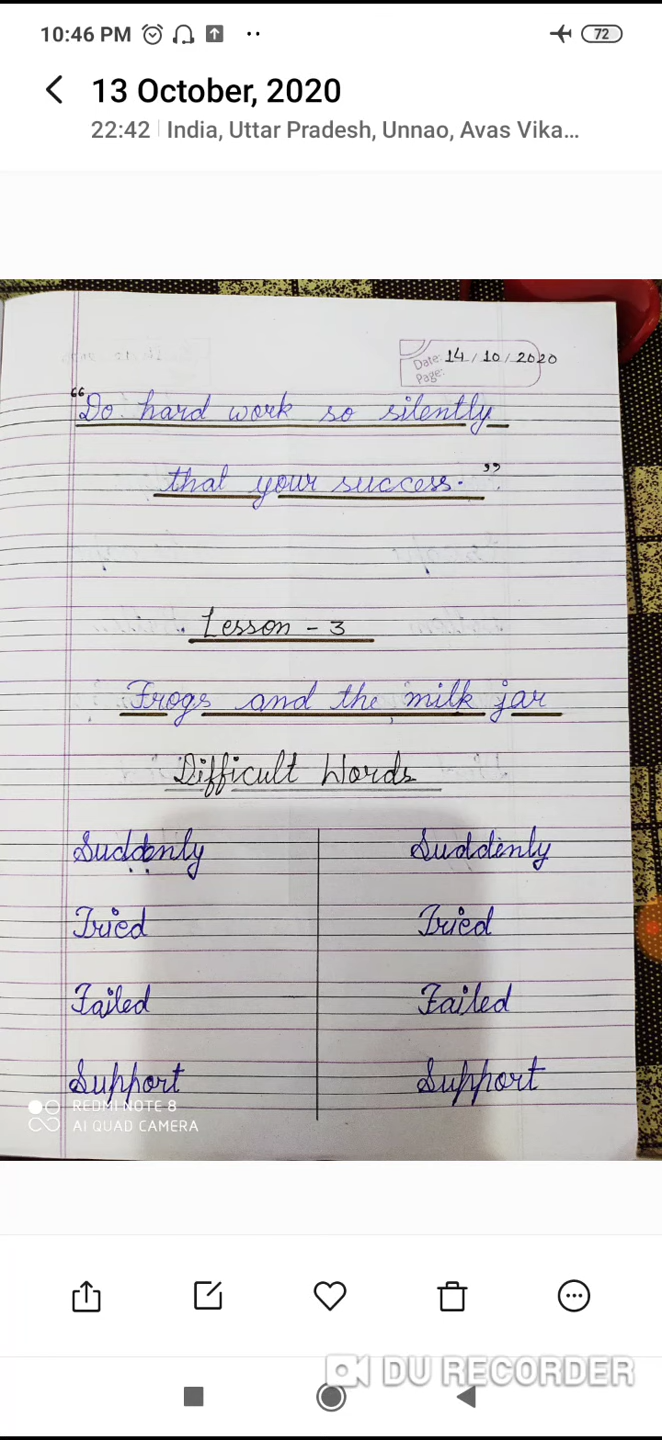 10:46 PM
72
13 October, 2020
22:42 India, Uttar Pradesh, Unnao, Avas Vika...
Date: 14/10/2020
Page:
"Do hard work so silently
that your success."
Lesson - 3
Frogs and the milk jar
Difficult Words
Suddenly Suddenly
Tried Tried
Failed Failed
Support Support
REDMI NOTE 8
AI QUAD CAMERA
DU RECORDER